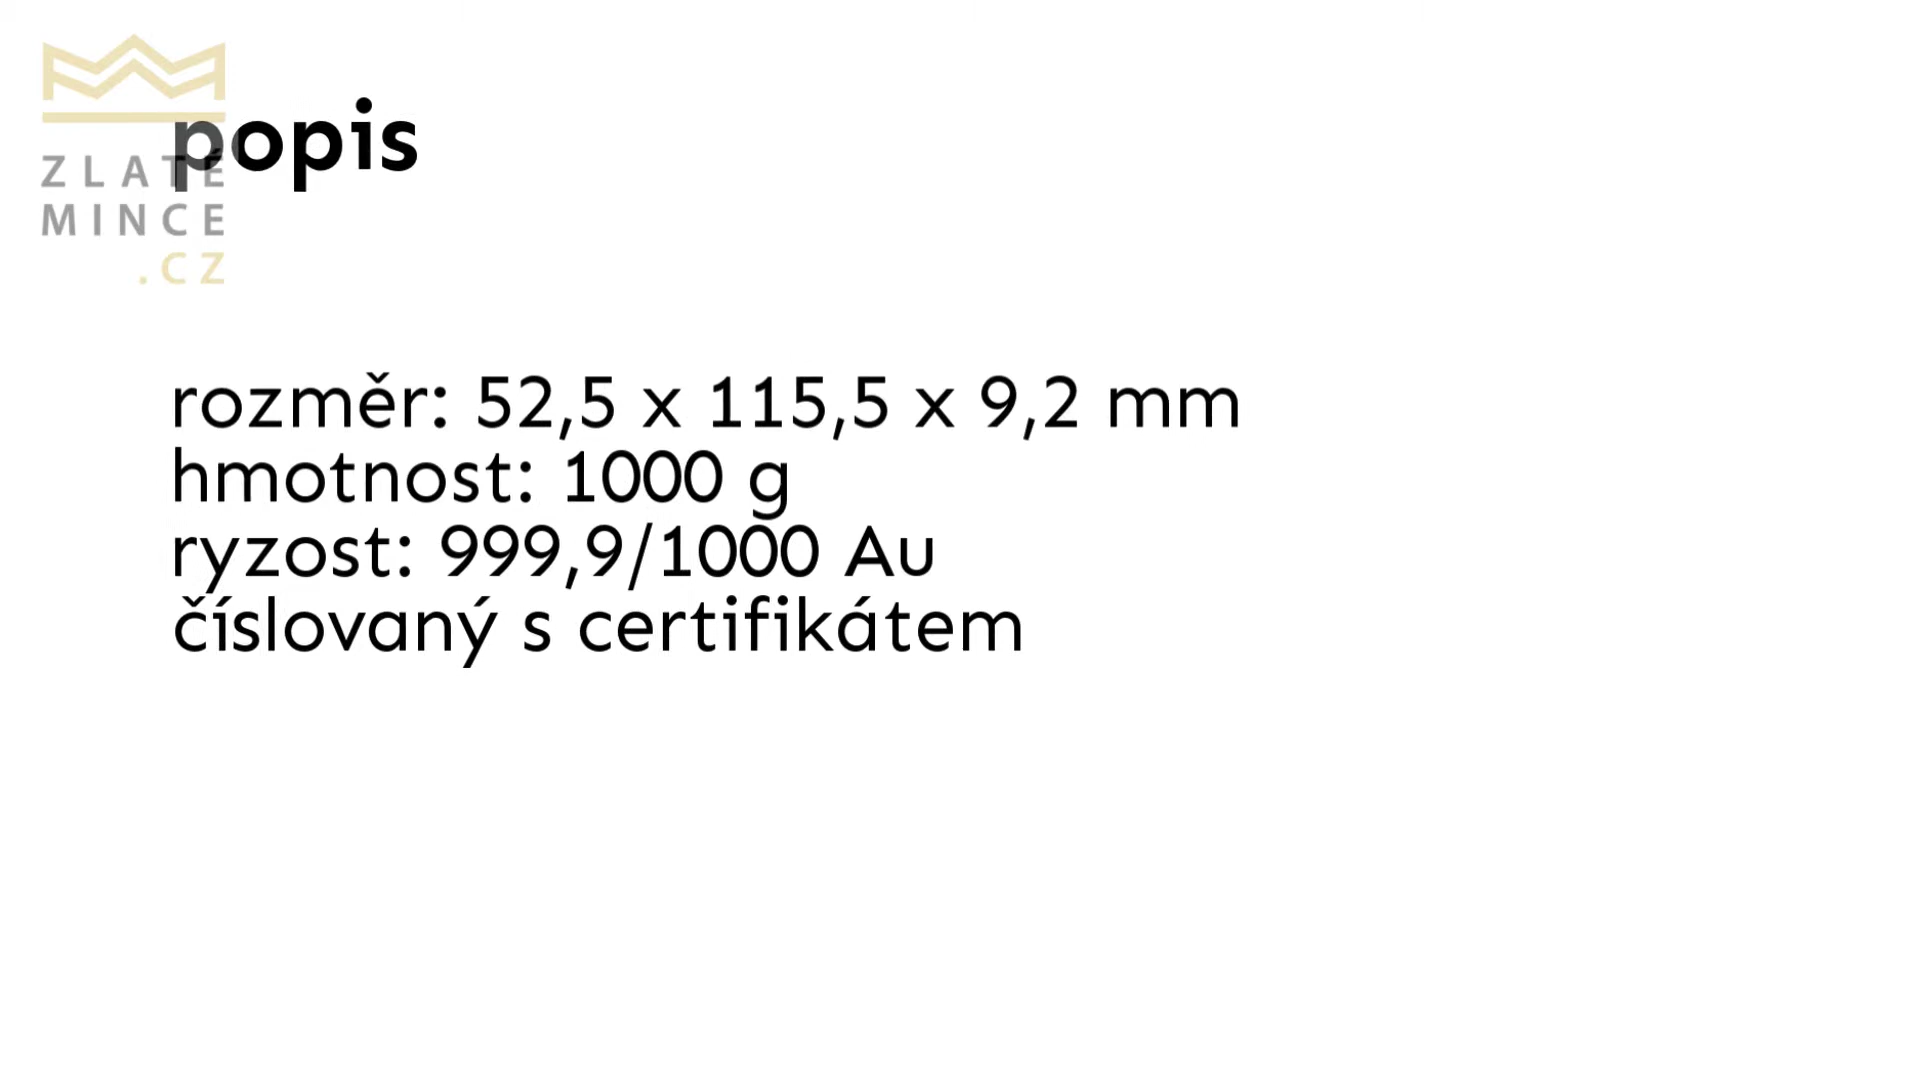 ZLATÉ
MINCE
.CZ
popis
rozměr: 52,5 x 115,5 x 9,2 mm
hmotnost: 1000 g
ryzost: 999,9/1000 Au
číslovaný s certifikátem